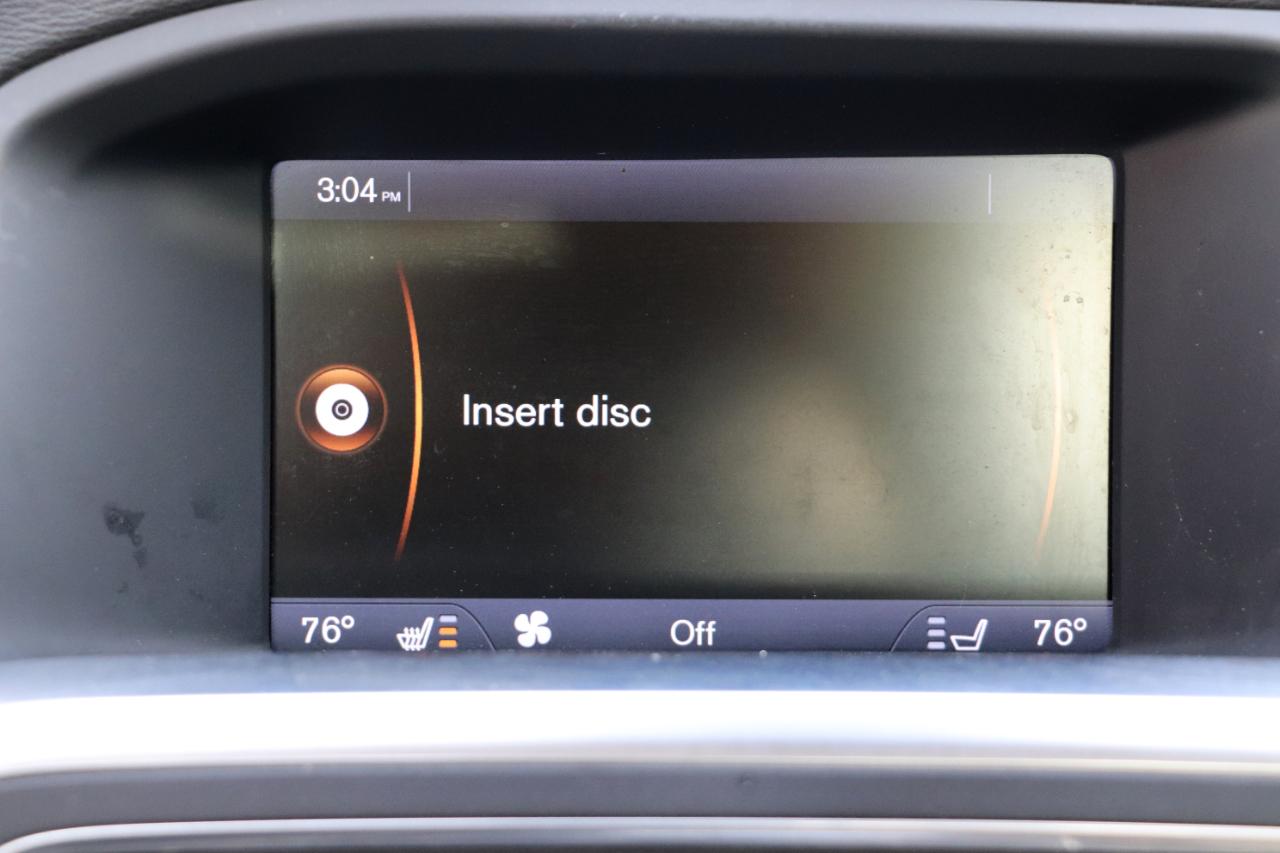 3:04 PM
Insert disc
76° Off 76°